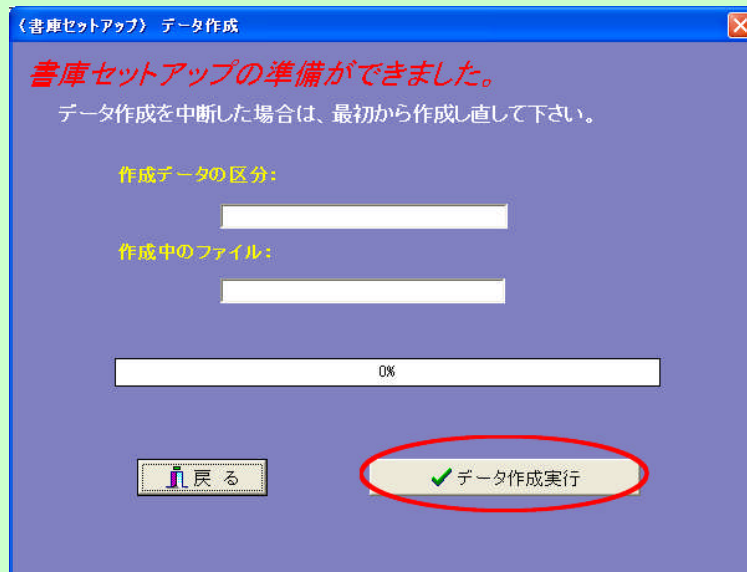 〈書庫セットアップ〉 データ作成
書庫セットアップの準備ができました。
データ作成を中断した場合は、最初から作成し直して下さい。
作成データの区分:
作成中のファイル:
0%
戻 る
データ作成実行